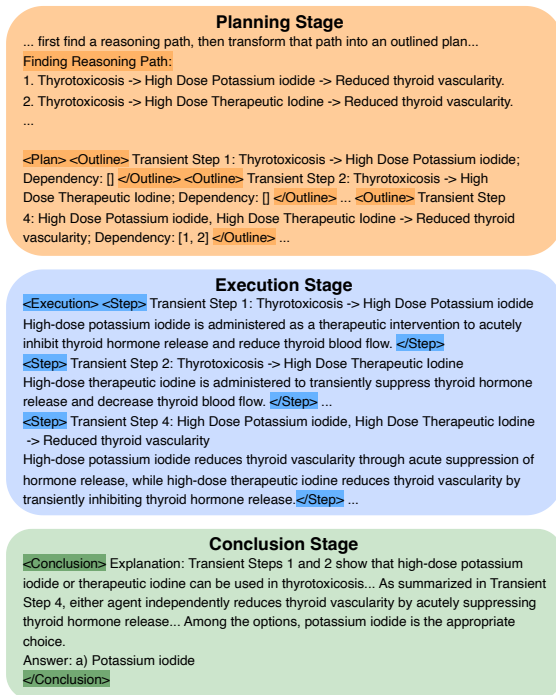 Planning Stage
... first find a reasoning path, then transform that path into an outlined plan...
Finding Reasoning Path:
1. Thyrotoxicosis -> High Dose Potassium iodide -> Reduced thyroid vascularity.
2. Thyrotoxicosis -> High Dose Therapeutic Iodine -> Reduced thyroid vascularity.
...
<Plan> <Outline> Transient Step 1: Thyrotoxicosis -> High Dose Potassium iodide;
Dependency: [] </Outline> <Outline> Transient Step 2: Thyrotoxicosis -> High
Dose Therapeutic Iodine; Dependency: [] </Outline> ... <Outline> Transient Step
4: High Dose Potassium iodide, High Dose Therapeutic Iodine -> Reduced thyroid
vascularity; Dependency: [1, 2] </Outline> ...
Execution Stage
<Execution> <Step> Transient Step 1: Thyrotoxicosis -> High Dose Potassium iodide
High-dose potassium iodide is administered as a therapeutic intervention to acutely
inhibit thyroid hormone release and reduce thyroid blood flow. </Step>
<Step> Transient Step 2: Thyrotoxicosis -> High Dose Therapeutic Iodine
High-dose therapeutic iodine is administered to transiently suppress thyroid hormone
release and decrease thyroid blood flow. </Step> ...
<Step> Transient Step 4: High Dose Potassium iodide, High Dose Therapeutic Iodine
-> Reduced thyroid vascularity
High-dose potassium iodide reduces thyroid vascularity through acute suppression of
hormone release, while high-dose therapeutic iodine reduces thyroid vascularity by
transiently inhibiting thyroid hormone release.</Step> ...
Conclusion Stage
<Conclusion> Explanation: Transient Steps 1 and 2 show that high-dose potassium
iodide or therapeutic iodine can be used in thyrotoxicosis... As summarized in Transient
Step 4, either agent independently reduces thyroid vascularity by acutely suppressing
thyroid hormone release... Among the options, potassium iodide is the appropriate
choice.
Answer: a) Potassium iodide
</Conclusion>